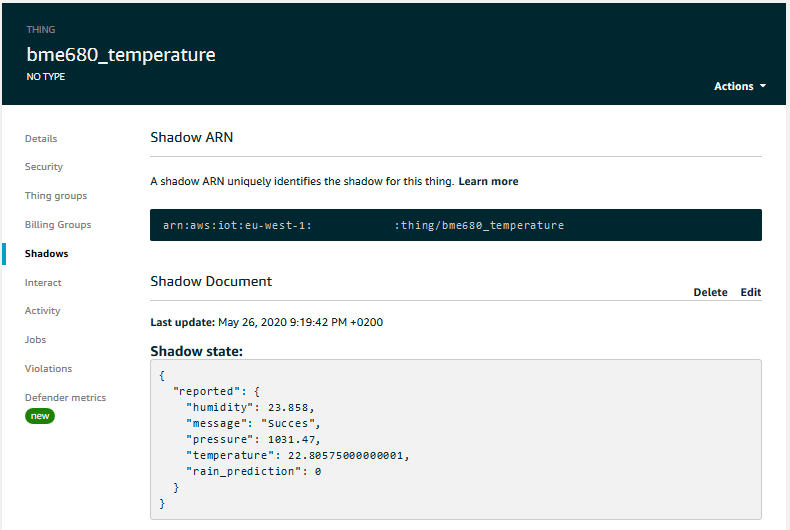 THING
bme680_temperature
NO TYPE
Actions
Details
Security
Thing groups
Billing Groups
Shadows
Interact
Activity
Jobs
Violations
Defender metrics
new
Shadow ARN
A shadow ARN uniquely identifies the shadow for this thing. Learn more
arn:aws:iot:eu-west-1: :thing/bme680_temperature
Shadow Document
Delete Edit
Last update: May 26, 2020 9:19:42 PM +0200
Shadow state:
{
"reported": {
"humidity": 23.858,
"message": "Succes",
"pressure": 1031.47,
"temperature": 22.80575000000001,
"rain_prediction": 0
}
}